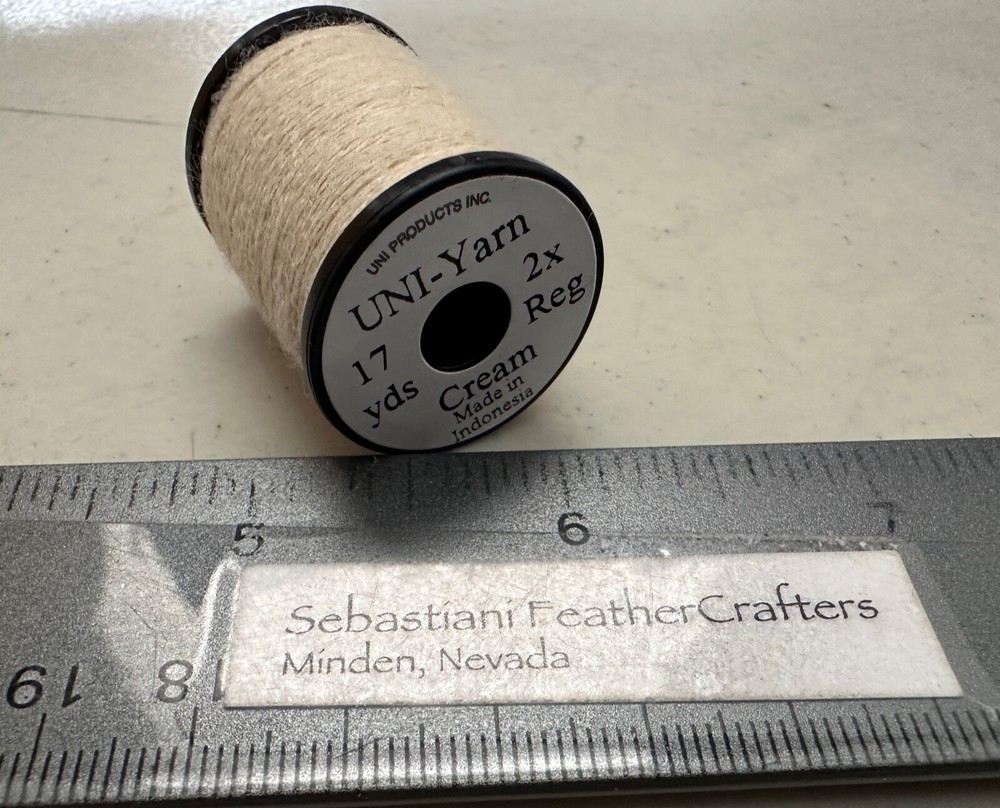 UNI PRODUCTS INC.
UNI-Yarn
17 yds
2x Reg
Cream
Made in
Indonesia
5 6 7
Sebastiani FeatherCrafters
Minden, Nevada
19 18